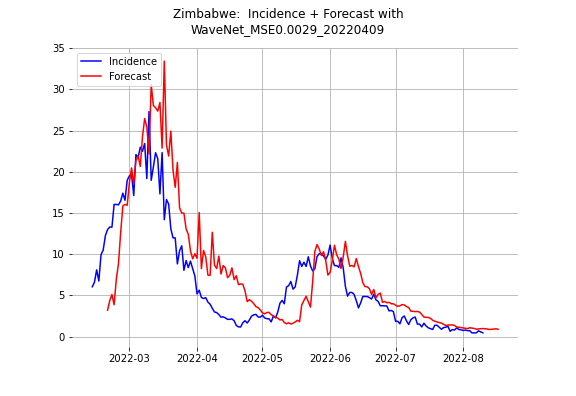 Zimbabwe:  Incidence + Forecast with
WaveNet_MSE0.0029_20220409
Incidence
Forecast
35
30
25
20
15
10
5
0
2022-03 2022-04 2022-05 2022-06 2022-07 2022-08